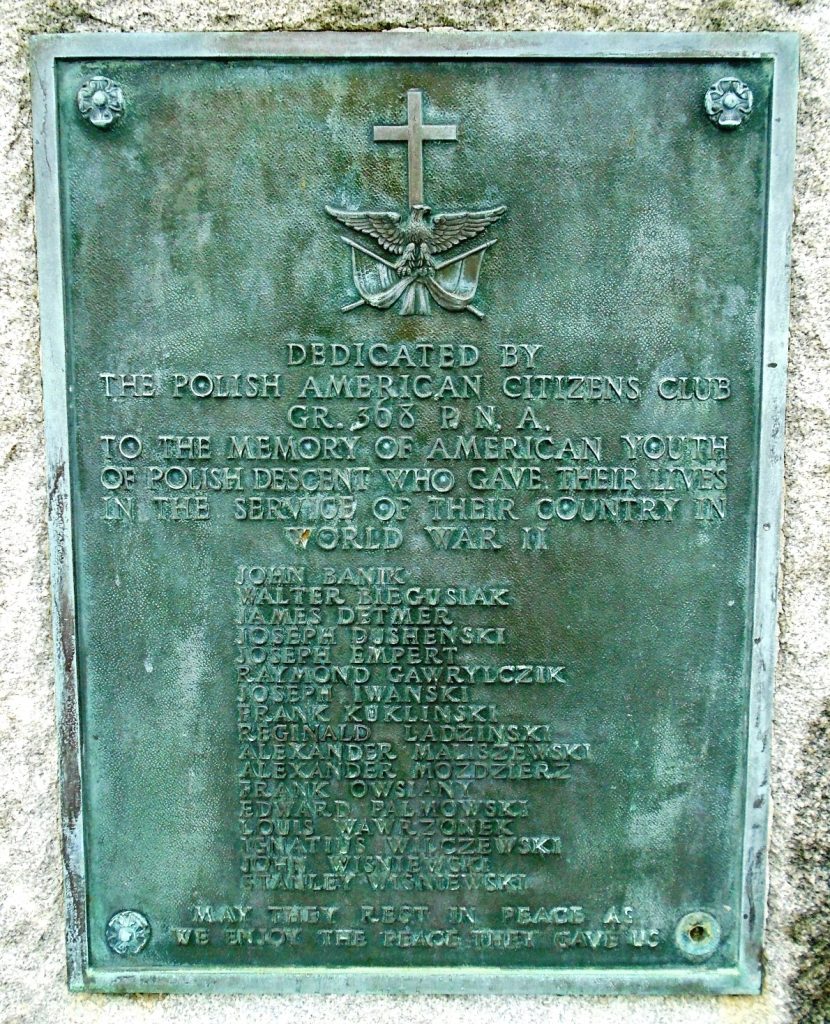 DEDICATED BY
THE POLISH AMERICAN CITIZENS CLUB
GR. 308 P. N. A.
TO THE MEMORY OF AMERICAN YOUTH
OF POLISH DESCENT WHO GAVE THEIR LIVES
IN THE SERVICE OF THEIR COUNTRY IN
WORLD WAR II
JOHN BANIK
WALTER BIEGUSIAK
JAMES DETMER
JOSEPH DUSHENSKI
JOSEPH EMPERT
RAYMOND GAWRYLCZIK
JOSEPH IWANSKI
FRANK KUKLINSKI
REGINALD LADZINSKI
ALEXANDER MALISZEWSKI
ALEXANDER MOZDZIERZ
FRANK OWSIANY
EDWARD PALMOWSKI
LOUIS WAWRZONEK
IGNATIUS WILCZEWSKI
JOHN WISNIEWSKI
STANLEY WISNIEWSKI
MAY THEY REST IN PEACE AS
WE ENJOY THE PEACE THEY GAVE US